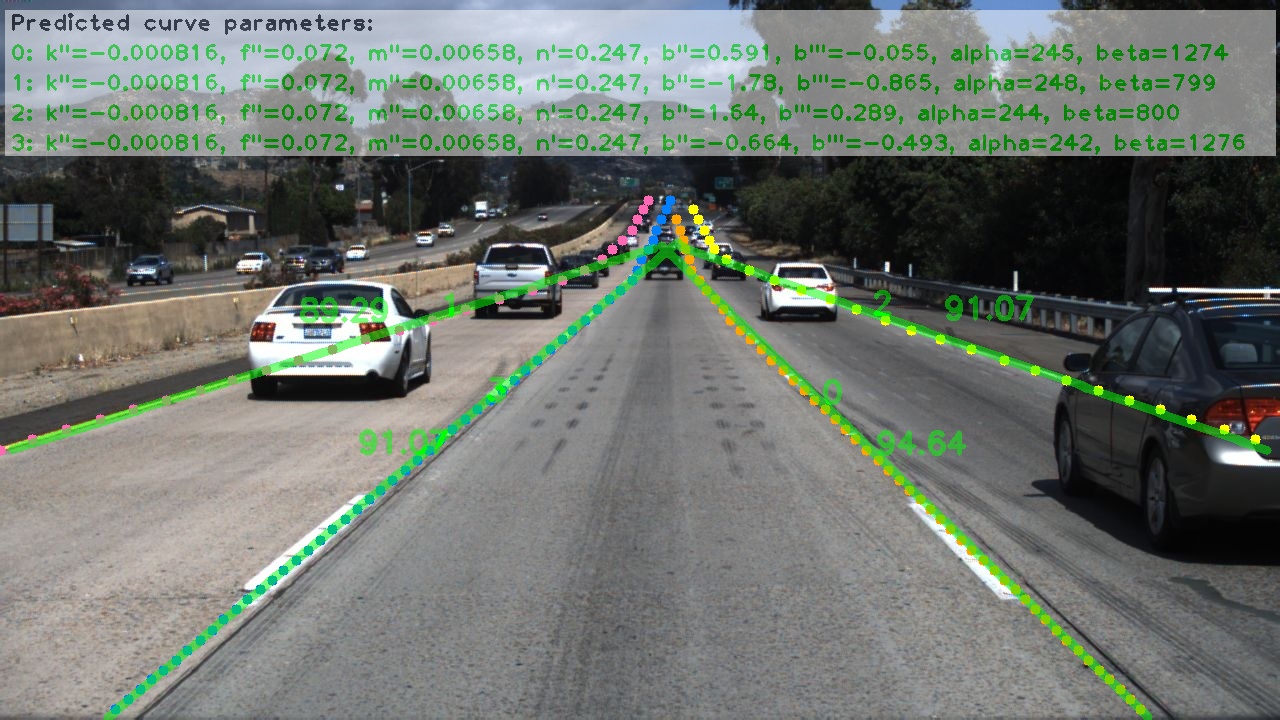 Predicted curve parameters:
0: k''=-0.000816, f''=0.072, m''=0.00658, n'=0.247, b''=0.591, b'''=-0.055, alpha=245, beta=1274
1: k''=-0.000816, f''=0.072, m''=0.00658, n'=0.247, b''=-1.78, b'''=-0.865, alpha=248, beta=799
2: k''=-0.000816, f''=0.072, m''=0.00658, n'=0.247, b''=1.64, b'''=0.289, alpha=244, beta=800
3: k''=-0.000816, f''=0.072, m''=0.00658, n'=0.247, b''=-0.664, b'''=-0.493, alpha=242, beta=1276
89.29 1 2 91.07
3 0
91.07 94.64